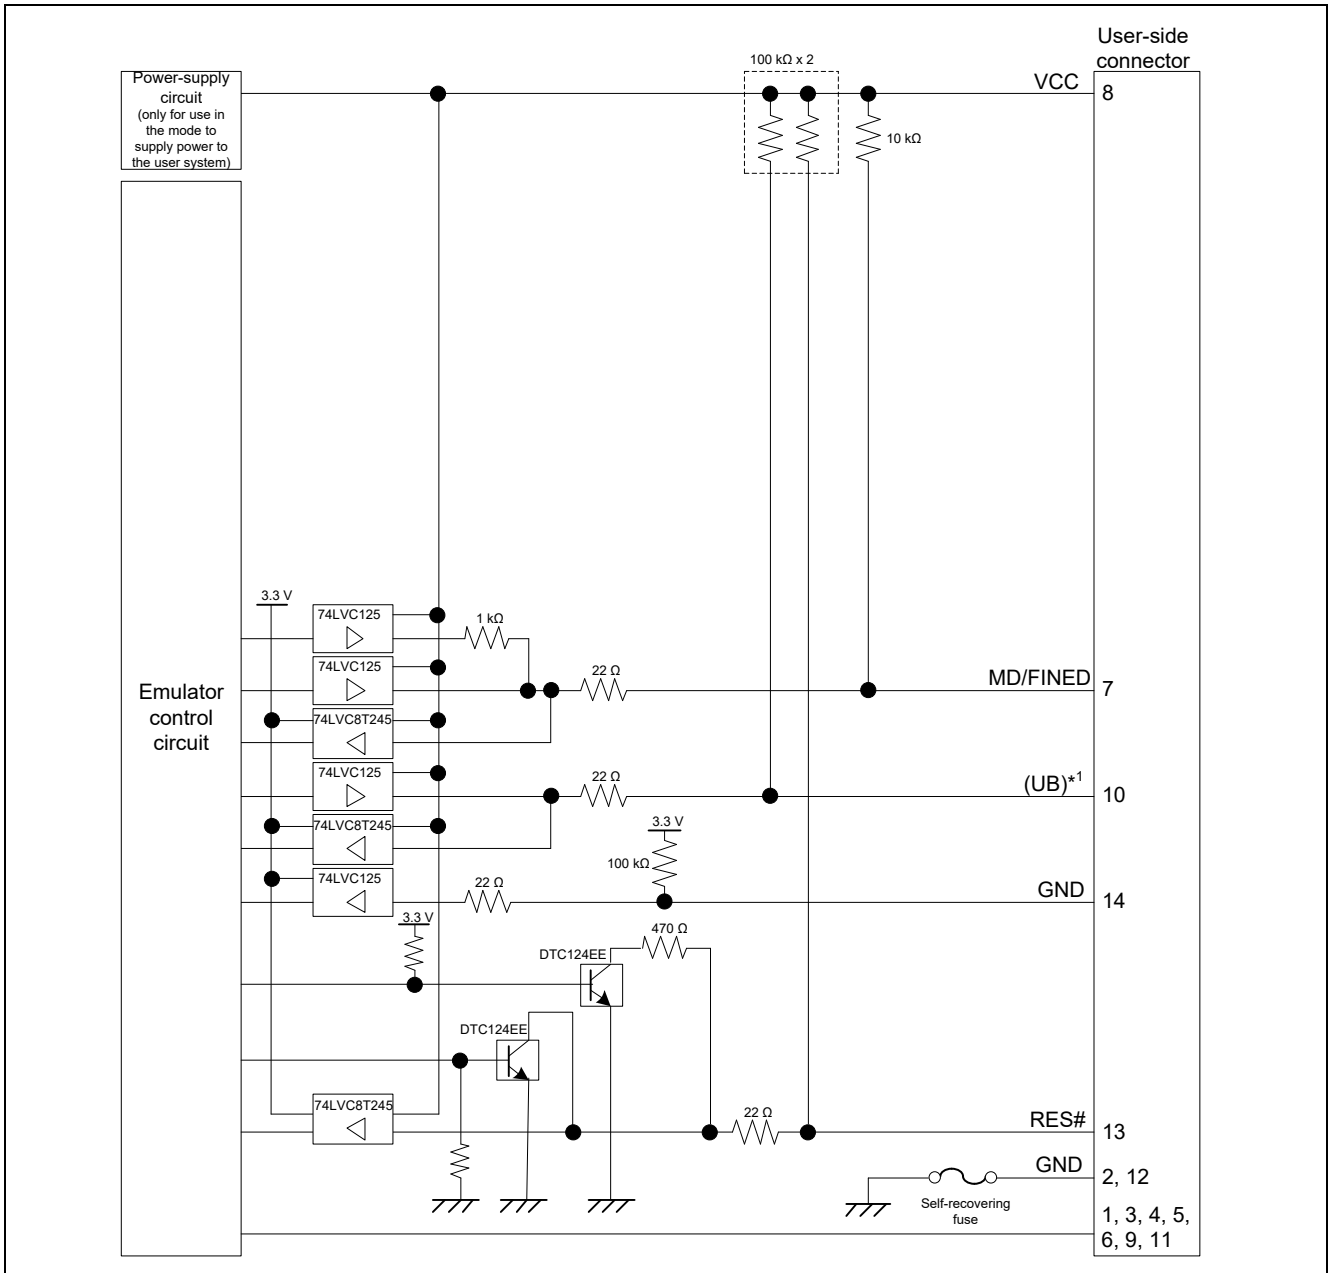 User-side
connector
Power-supply
circuit
(only for use in
the mode to
supply power to
the user system)
100 kΩ x 2
VCC
8
10 kΩ
3.3 V
74LVC125
1 kΩ
74LVC125
22 Ω
MD/FINED
7
Emulator
control
circuit
74LVC8T245
74LVC125
22 Ω
(UB)*1
10
74LVC8T245
3.3 V
100 kΩ
74LVC125
22 Ω
GND
14
3.3 V
470 Ω
DTC124EE
DTC124EE
74LVC8T245
22 Ω
RES#
13
GND
2, 12
Self-recovering
fuse
1, 3, 4, 5,
6, 9, 11